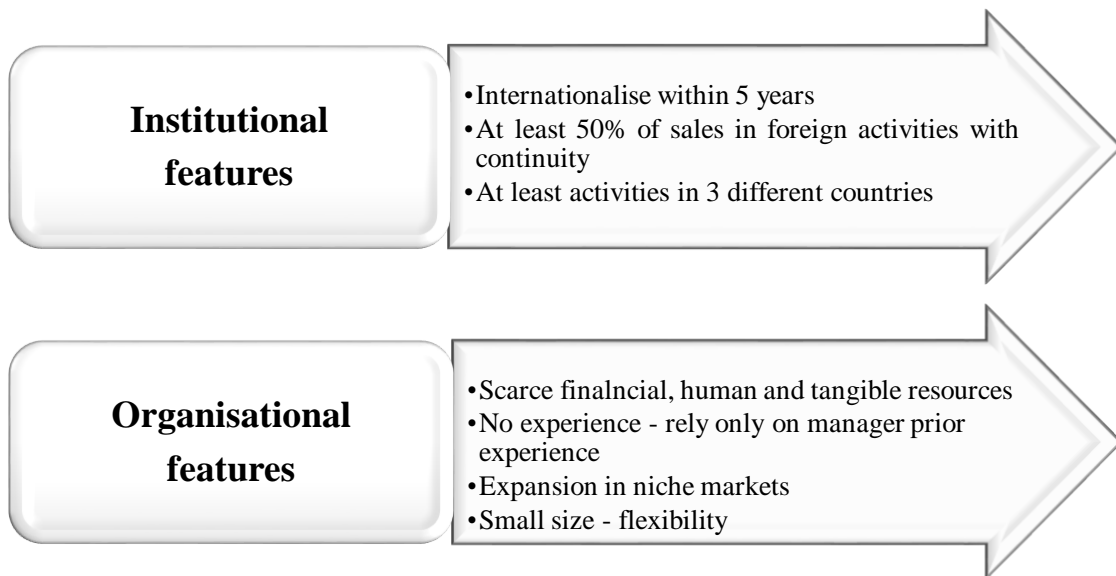 Institutional
features
•Internationalise within 5 years
•At least 50% of sales in foreign activities with
continuity
•At least activities in 3 different countries
Organisational
features
•Scarce finalncial, human and tangible resources
•No experience - rely only on manager prior
experience
•Expansion in niche markets
•Small size - flexibility